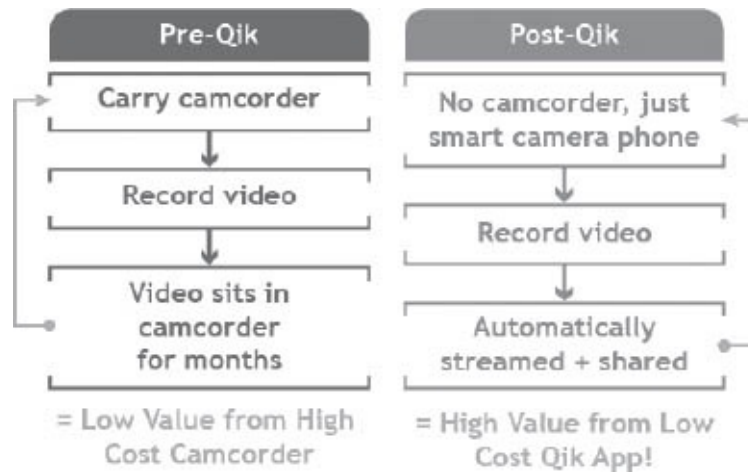 Pre-Qik
Carry camcorder
Record video
Video sits in
camcorder
for months
= Low Value from High
Cost Camcorder
Post-Qik
No camcorder, just
smart camera phone
Record video
Automatically
streamed + shared
= High Value from Low
Cost Qik App!